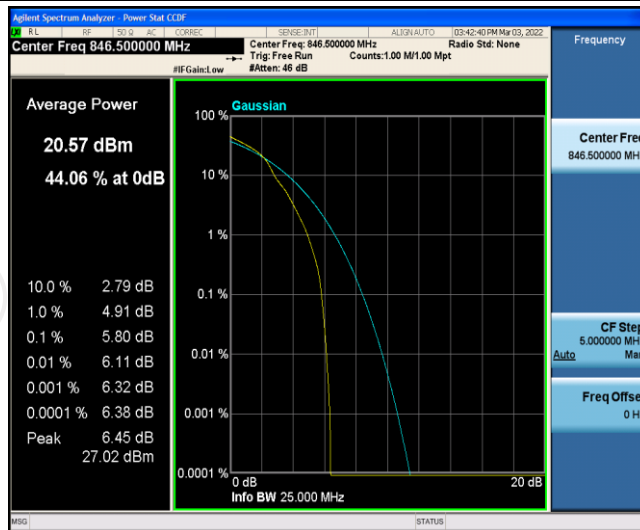 Agilent Spectrum Analyzer - Power Stat CCDF
RL RF 50 Ω AC CORREC SENSE:INT ALIGN AUTO 03:42:40 PM Mar 03, 2022
Center Freq 846.500000 MHz
Center Freq: 846.500000 MHz Radio Std: None
Trig: Free Run Counts:1.00 M/1.00 Mpt
#IFGain:Low #Atten: 46 dB
Frequency
Average Power
20.57 dBm
44.06 % at 0dB
10.0 % 2.79 dB
1.0 % 4.91 dB
0.1 % 5.80 dB
0.01 % 6.11 dB
0.001 % 6.32 dB
0.0001 % 6.38 dB
Peak 6.45 dB
27.02 dBm
Gaussian
100 %
10 %
1 %
0.1 %
0.01 %
0.001 %
0.0001 %
0 dB 20 dB
Info BW 25.000 MHz
Center Fre
846.500000 MH
CF Step
5.000000 MH
Auto Ma
Freq Offse
0 H
MSG STATUS